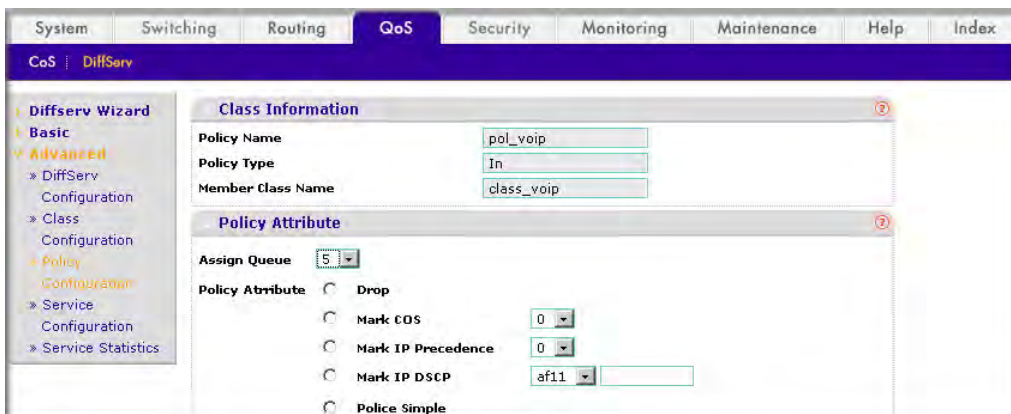 System Switching Routing QoS Security Monitoring Maintenance Help Index
CoS DiffServ
Diffserv Wizard
Basic
Advanced
» DiffServ
Configuration
» Class
Configuration
» Policy
Configuration
» Service
Configuration
» Service Statistics
Class Information ?
Policy Name pol_voip
Policy Type In
Member Class Name class_voip
Policy Attribute ?
Assign Queue 5
Policy Attribute Drop
Mark COS 0
Mark IP Precedence 0
Mark IP DSCP af11
Police Simple